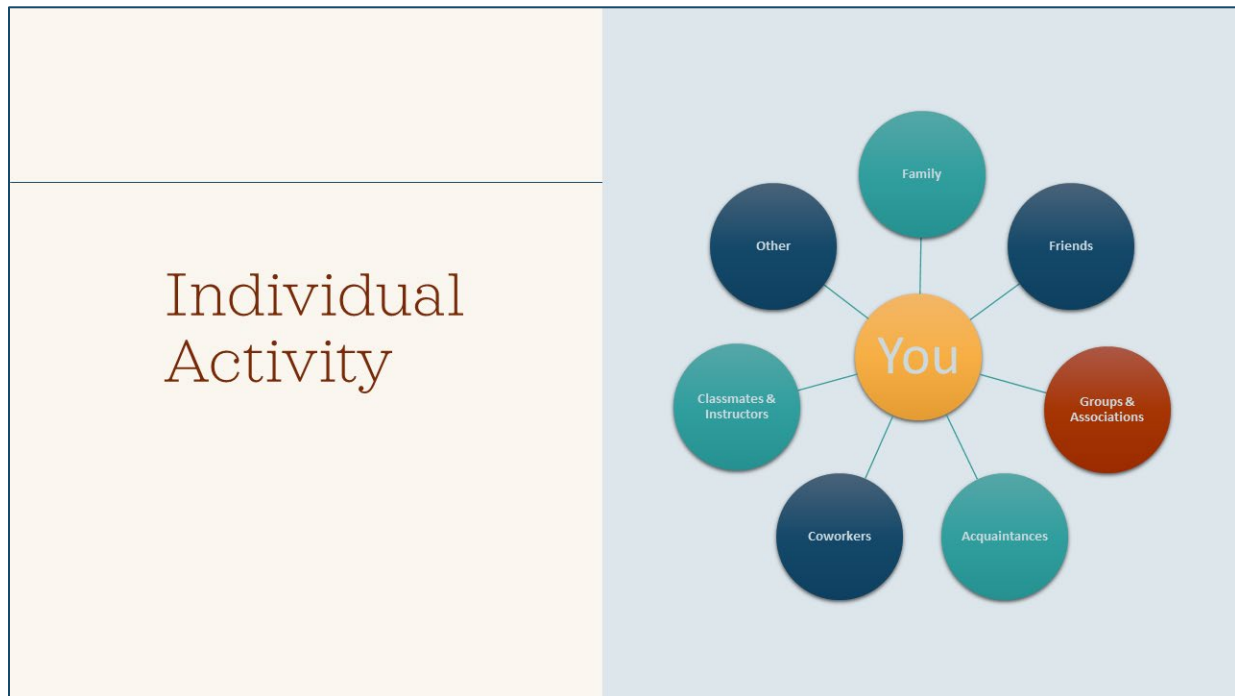 Individual
Activity
Family
Other
Friends
You
Classmates &
Instructors
Groups &
Associations
Coworkers
Acquaintances